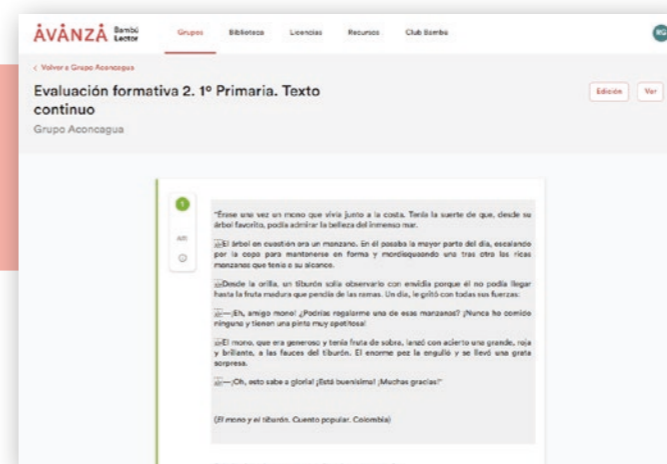 AVANZA Bambú Lector
Grupos Biblioteca Licencias Recursos Club Bambú
< Volver a Grupo Aconcagua
Evaluación formativa 2. 1º Primaria. Texto
continuo
Grupo Aconcagua
Edición Ver
1
"Érase una vez un mono que vivía junto a la costa. Tenía la suerte de que, desde su
árbol favorito, podía admirar la belleza del inmenso mar.
El árbol en cuestión era un manzano. En él pasaba la mayor parte del día, escalando
por la copa para mantenerse en forma y mordisqueando una tras otra las ricas
manzanas que tenía a su alcance.
Desde la orilla, un tiburón solía observarlo con envidia porque él no podía llegar
hasta la fruta madura que pendía de las ramas. Un día, le gritó con todas sus fuerzas:
—¡Eh, amigo mono! ¿Podrías regalarme una de esas manzanas? ¡Nunca he comido
ninguna y tienen una pinta muy apetitosa!
El mono, que era generoso y tenía fruta de sobra, lanzó con acierto una grande, roja
y brillante, a las fauces del tiburón. El enorme pez la engulló y se llevó una grata
sorpresa.
—¡Oh, esto sabe a gloria! ¡Está buenísima! ¡Muchas gracias!"
(El mono y el tiburón. Cuento popular. Colombia)